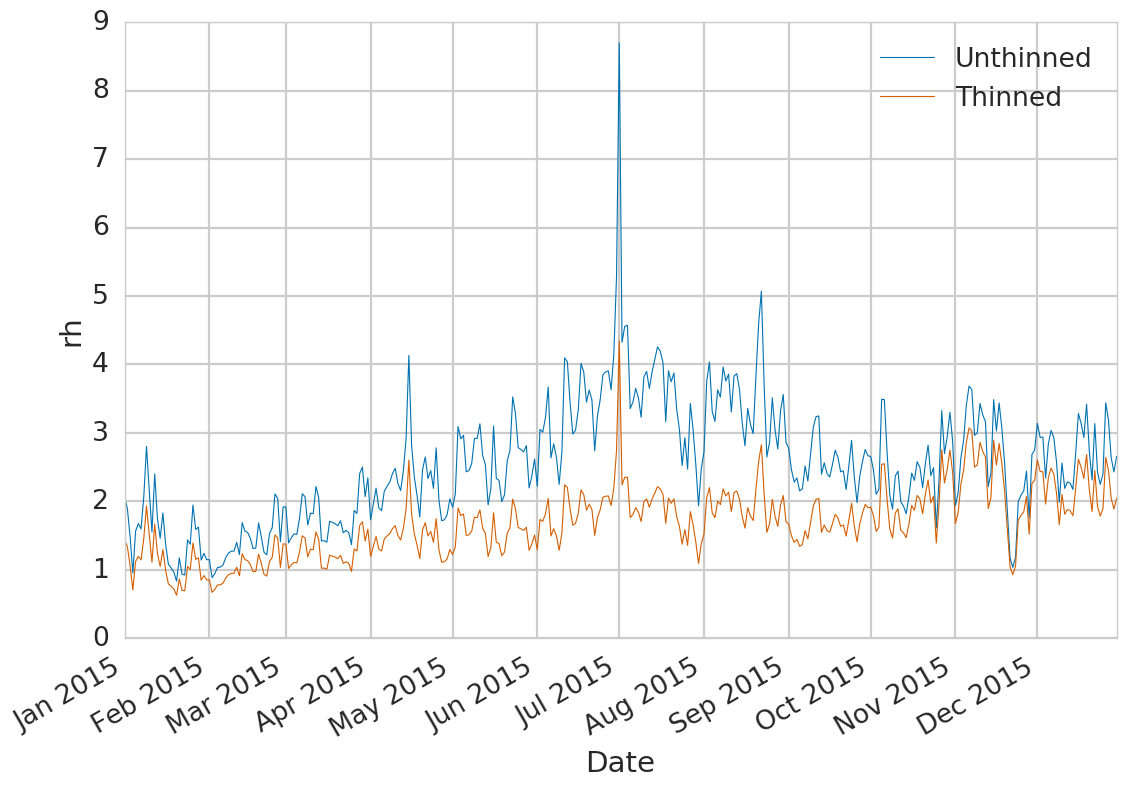 9
8
7
6
5
4
3
2
1
0
rh
Unthinned
Thinned
Jan 2015
Feb 2015
Mar 2015
Apr 2015
May 2015
Jun 2015
Jul 2015
Aug 2015
Sep 2015
Oct 2015
Nov 2015
Dec 2015
Date